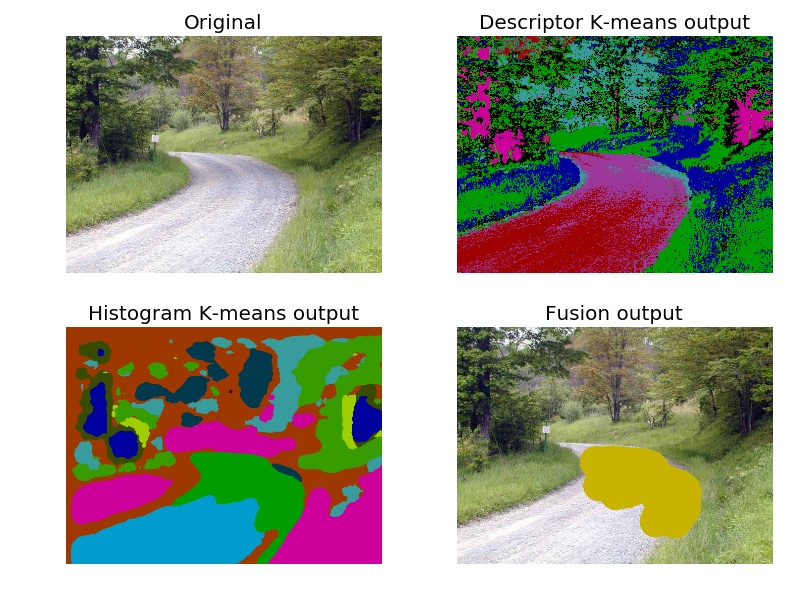 Original
Descriptor K-means output
Histogram K-means output
Fusion output